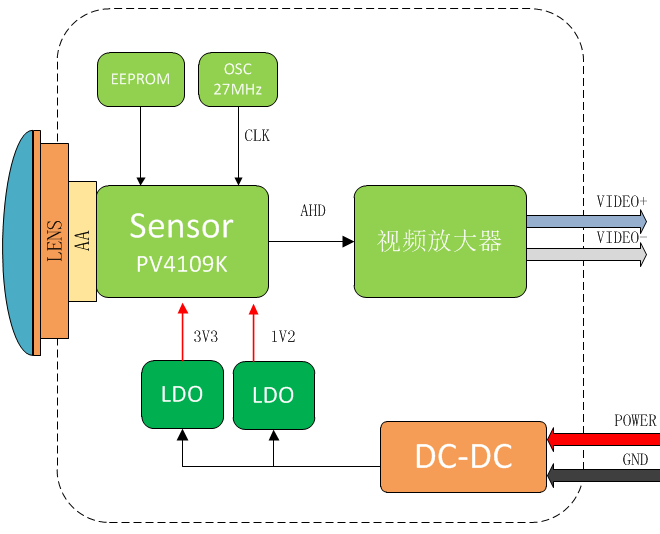 EEPROM
OSC
27MHz
CLK
LENS
AA
Sensor
PV4109K
AHD
视频放大器
VIDEO+
VIDEO-
3V3
1V2
LDO
LDO
DC-DC
POWER
GND